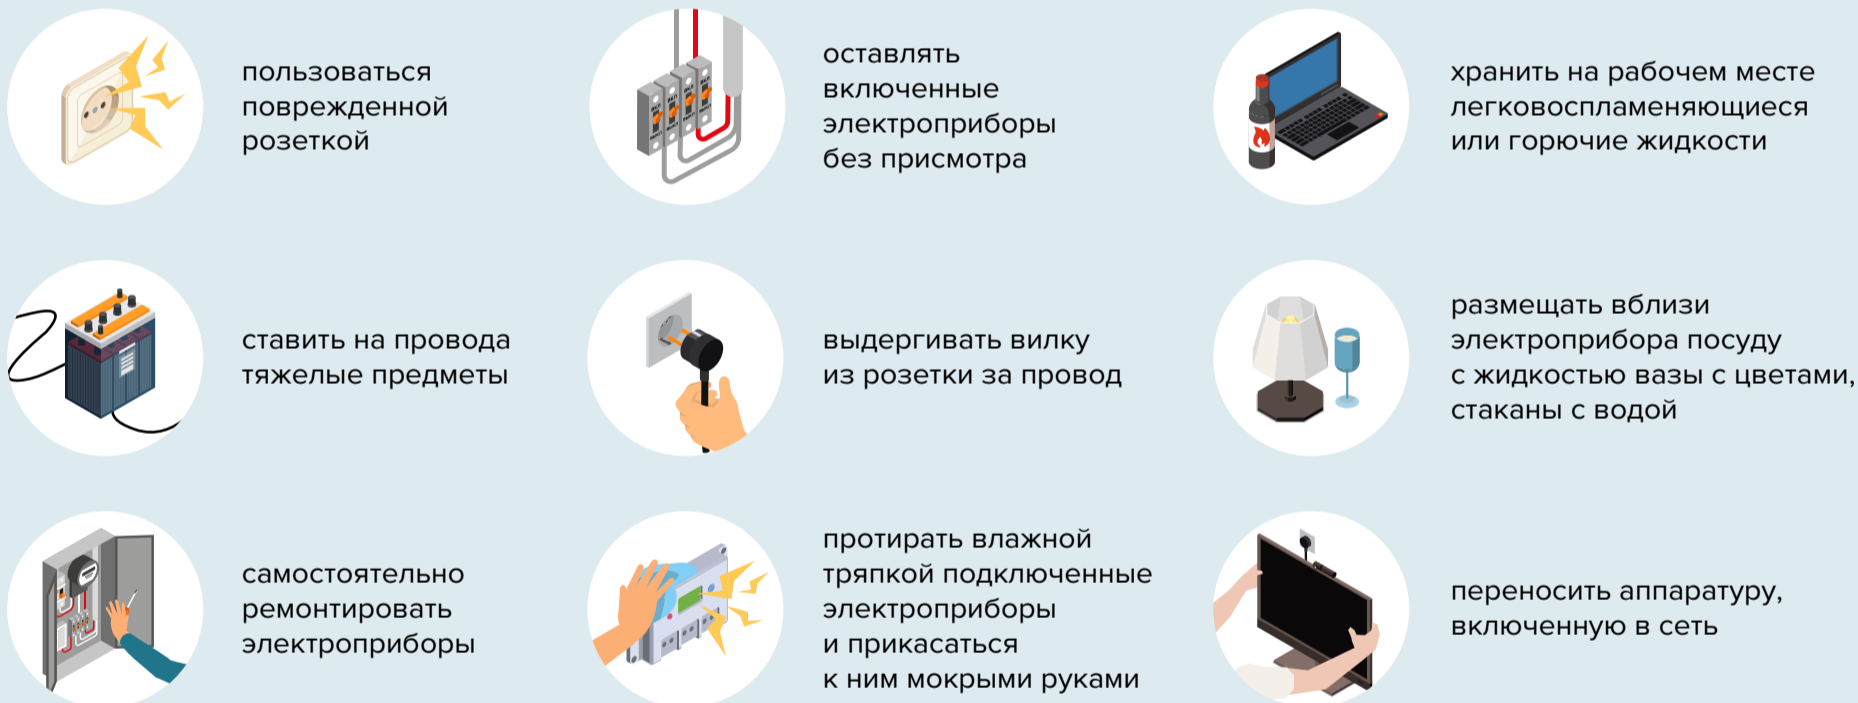 пользоваться
поврежденной
розеткой
оставлять
включенные
электроприборы
без присмотра
хранить на рабочем месте
легковоспламеняющиеся
или горючие жидкости
ставить на провода
тяжелые предметы
выдергивать вилку
из розетки за провод
размещать вблизи
электроприбора посуду
с жидкостью вазы с цветами,
стаканы с водой
самостоятельно
ремонтировать
электроприборы
протирать влажной
тряпкой подключенные
электроприборы
и прикасаться
к ним мокрыми руками
переносить аппаратуру,
включенную в сеть